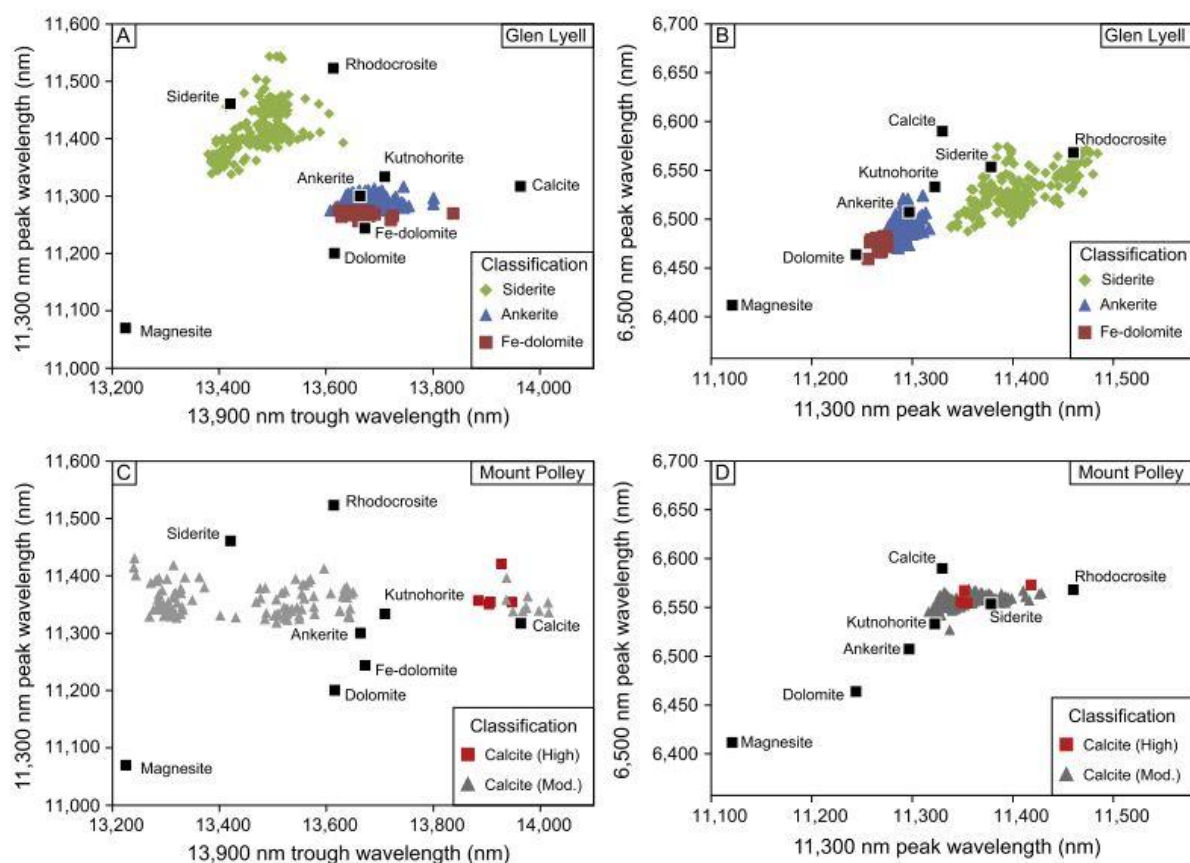 A
Glen Lyell
11,300 nm peak wavelength (nm)
11,600
11,500
11,400
11,300
11,200
11,100
11,000
Siderite
Rhodocrosite
Kutnohorite
Ankerite
Calcite
Fe-dolomite
Dolomite
Magnesite
Classification
Siderite
Ankerite
Fe-dolomite
13,200
13,400
13,600
13,800
14,000
13,900 nm trough wavelength (nm)
B
Glen Lyell
6,500 nm peak wavelength (nm)
6,700
6,650
6,600
6,550
6,500
6,450
6,400
Calcite
Rhodocrosite
Siderite
Kutnohorite
Ankerite
Dolomite
Magnesite
Classification
Siderite
Ankerite
Fe-dolomite
11,100
11,200
11,300
11,400
11,500
11,300 nm peak wavelength (nm)
C
Mount Polley
11,300 nm peak wavelength (nm)
11,600
11,500
11,400
11,300
11,200
11,100
11,000
Rhodocrosite
Siderite
Kutnohorite
Calcite
Ankerite
Fe-dolomite
Dolomite
Magnesite
Classification
Calcite (High)
Calcite (Mod.)
13,200
13,400
13,600
13,800
14,000
13,900 nm trough wavelength (nm)
D
Mount Polley
6,500 nm peak wavelength (nm)
6,700
6,650
6,600
6,550
6,500
6,450
6,400
Calcite
Rhodocrosite
Siderite
Kutnohorite
Ankerite
Dolomite
Magnesite
Classification
Calcite (High)
Calcite (Mod.)
11,100
11,200
11,300
11,400
11,500
11,300 nm peak wavelength (nm)